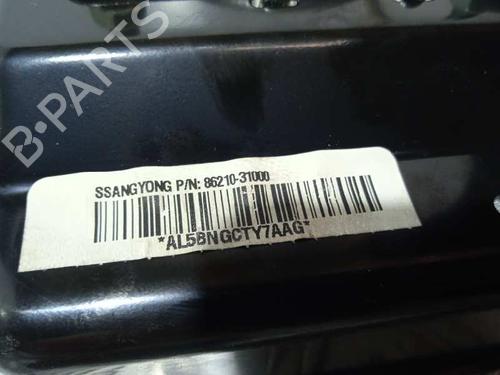 B-PARTS
SSANGYONG P/N: 86210-31000
*AL5BNGCTY7AAG*